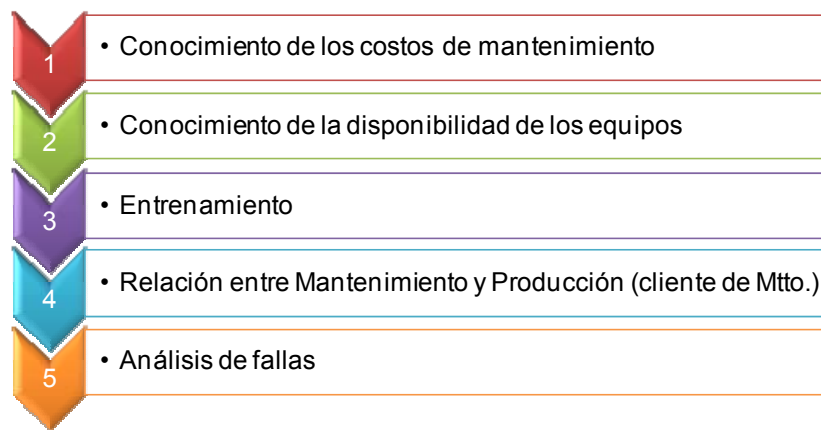 1
• Conocimiento de los costos de mantenimiento
2
• Conocimiento de la disponibilidad de los equipos
3
• Entrenamiento
4
• Relación entre Mantenimiento y Producción (cliente de Mtto.)
5
• Análisis de fallas